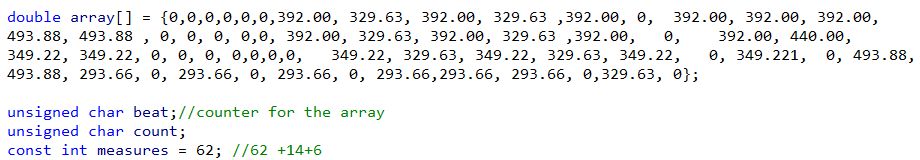 double array[] = {0,0,0,0,0,0,392.00, 329.63, 392.00, 329.63 ,392.00, 0,  392.00, 392.00, 392.00,
493.88, 493.88 , 0, 0, 0, 0,0, 392.00, 329.63, 392.00, 329.63 ,392.00,   0,    392.00, 440.00,
349.22, 349.22, 0, 0, 0, 0,0,0,0,   349.22, 329.63, 349.22, 329.63, 349.22,   0, 349.221,  0, 493.88,
493.88, 293.66, 0, 293.66, 0, 293.66, 0, 293.66,293.66, 293.66, 0,329.63, 0};
unsigned char beat;//counter for the array
unsigned char count;
const int measures = 62; //62 +14+6